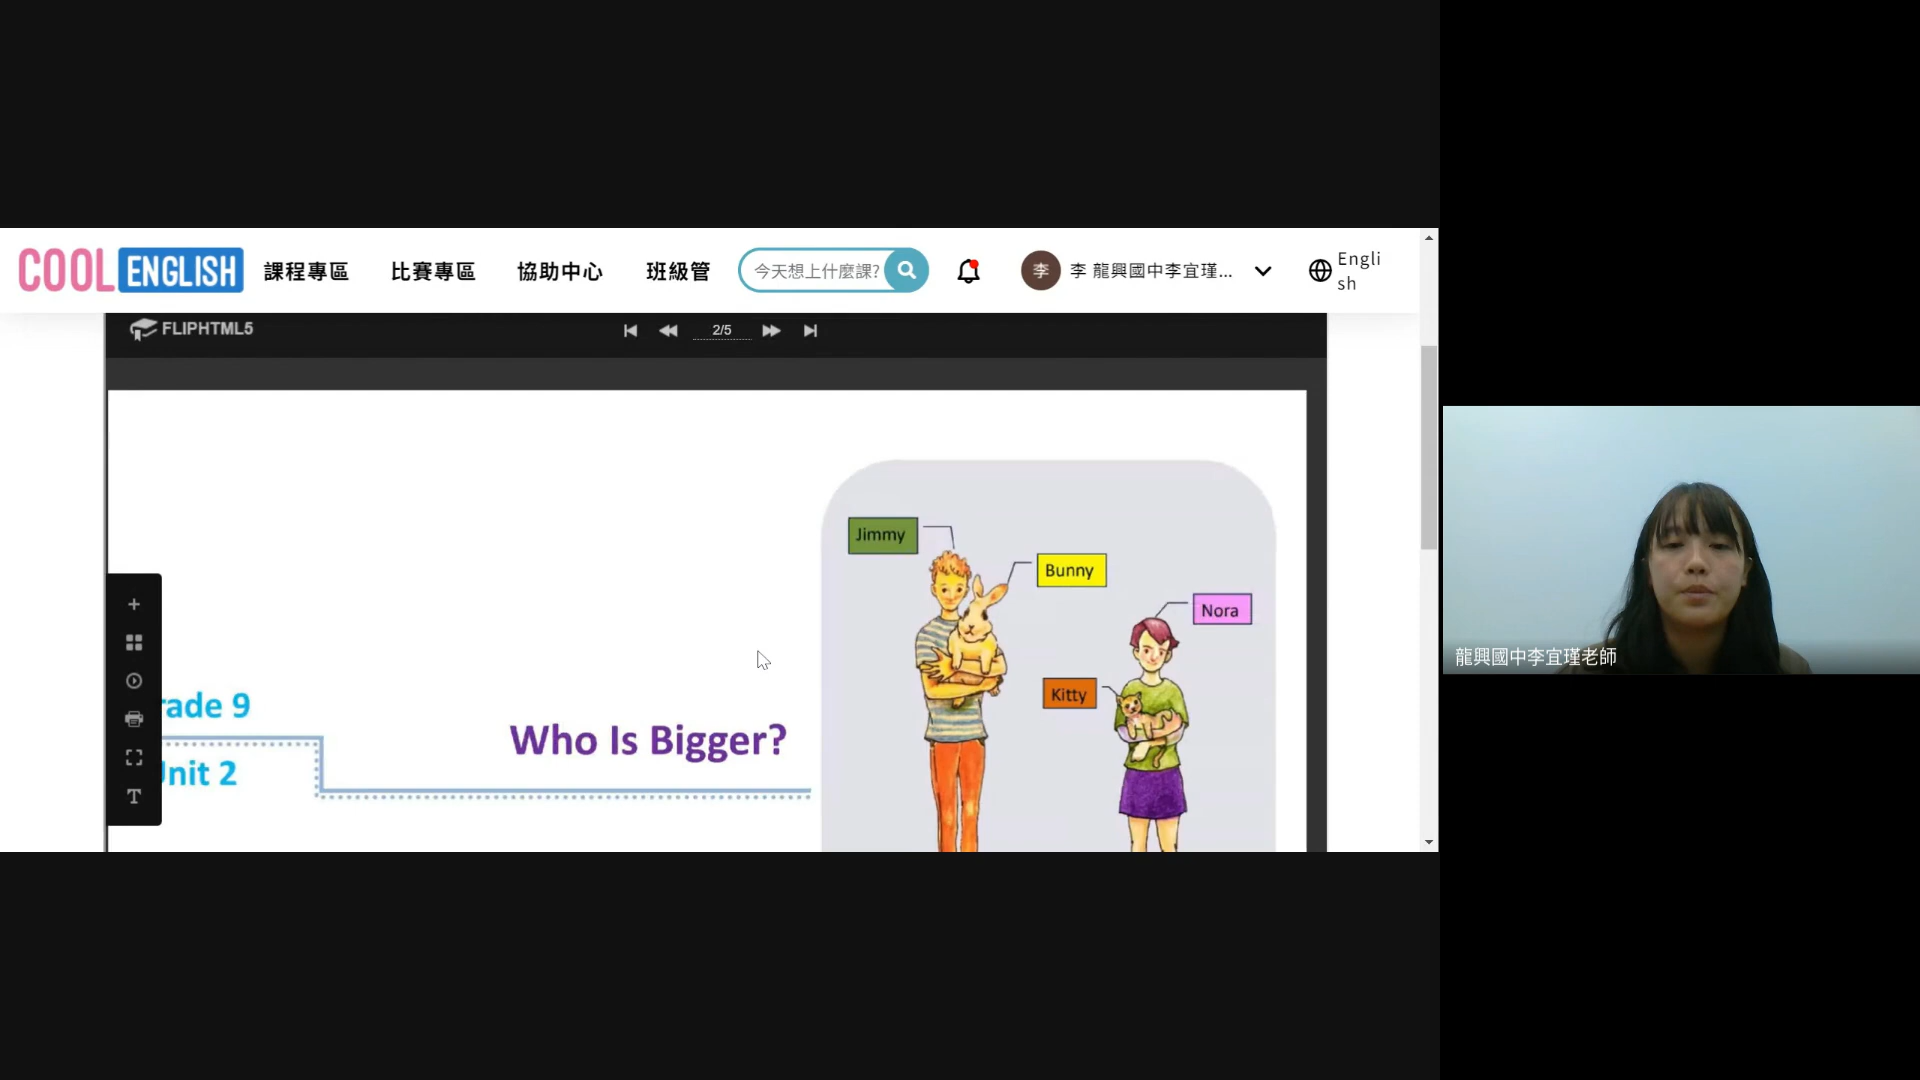 COOL ENGLISH 課程專區 比賽專區 協助中心 班級管 今天想上什麼課? 李 李 龍興國中李宜瑾... Engli
sh
FLIPHTML5 2/5
Jimmy
Bunny
Nora
Kitty
rade 9
Who Is Bigger?
nit 2
T
龍興國中李宜瑾老師